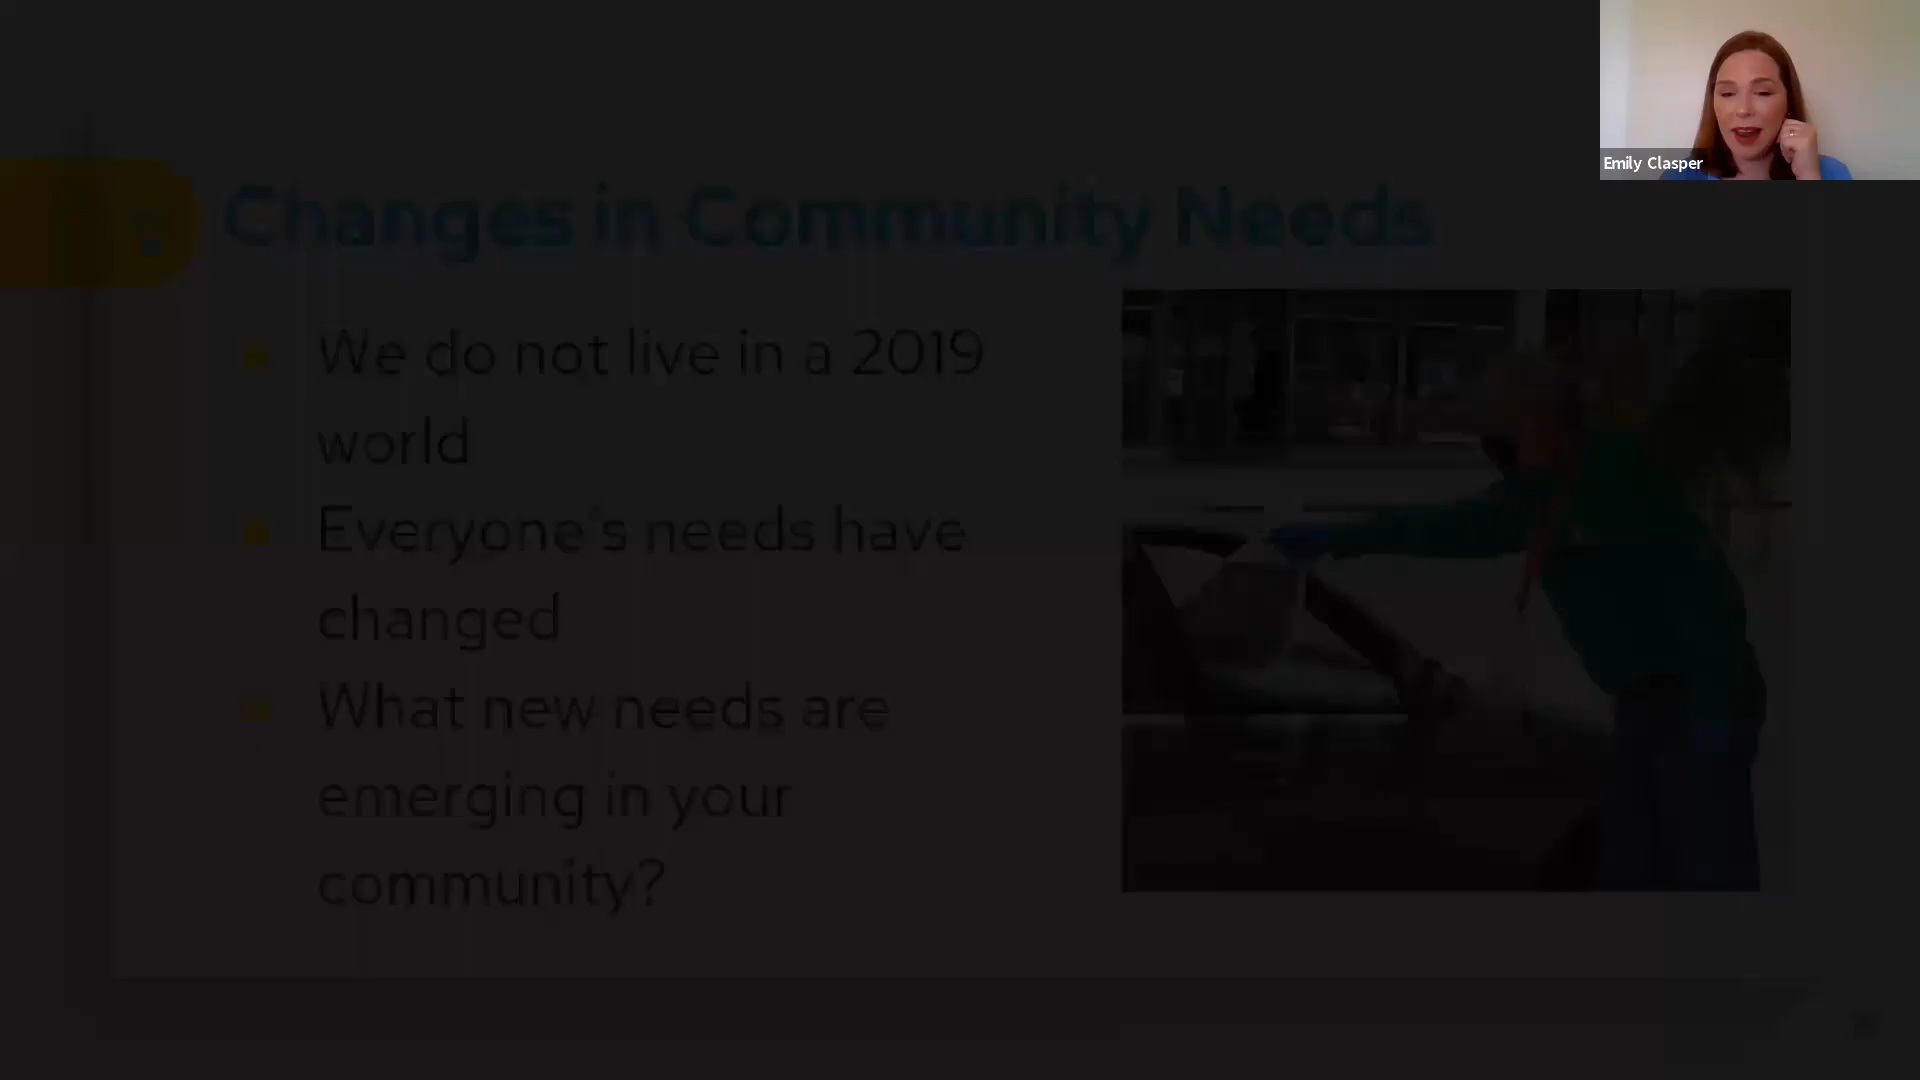 Emily Clasper
Changes in Community Needs
We do not live in a 2019
world
Everyone's needs have
changed
What new needs are
emerging in your
community?